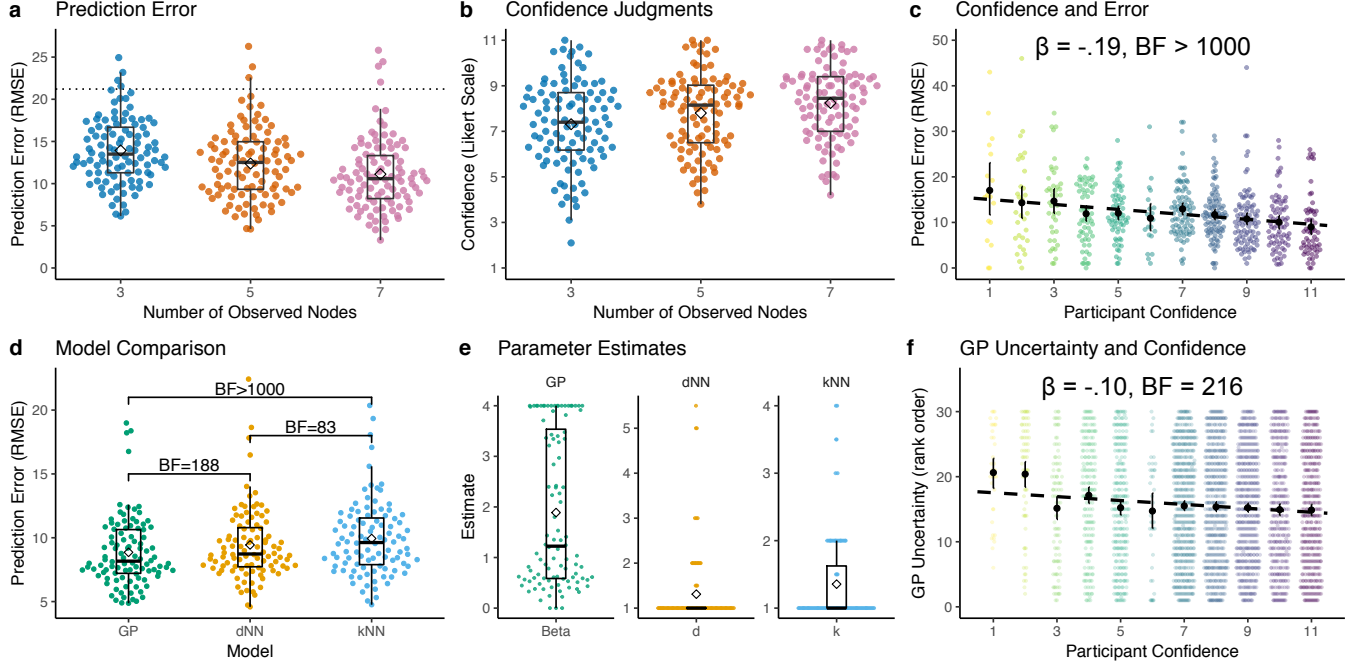 a Prediction Error
Prediction Error (RMSE)
25
20
15
10
5
0
3 5 7
Number of Observed Nodes
b Confidence Judgments
Confidence (Likert Scale)
11
9
7
5
3
1
3 5 7
Number of Observed Nodes
c Confidence and Error
β = -.19, BF > 1000
Prediction Error (RMSE)
50
40
30
20
10
0
1 3 5 7 9 11
Participant Confidence
d Model Comparison
BF>1000
BF=83
BF=188
Prediction Error (RMSE)
20
15
10
5
GP dNN kNN
Model
e Parameter Estimates
GP dNN kNN
Estimate
4
3
2
1
0
Beta
5
4
3
2
1
d
4
3
2
1
k
f GP Uncertainty and Confidence
β = -.10, BF = 216
GP Uncertainty (rank order)
30
20
10
0
1 3 5 7 9 11
Participant Confidence